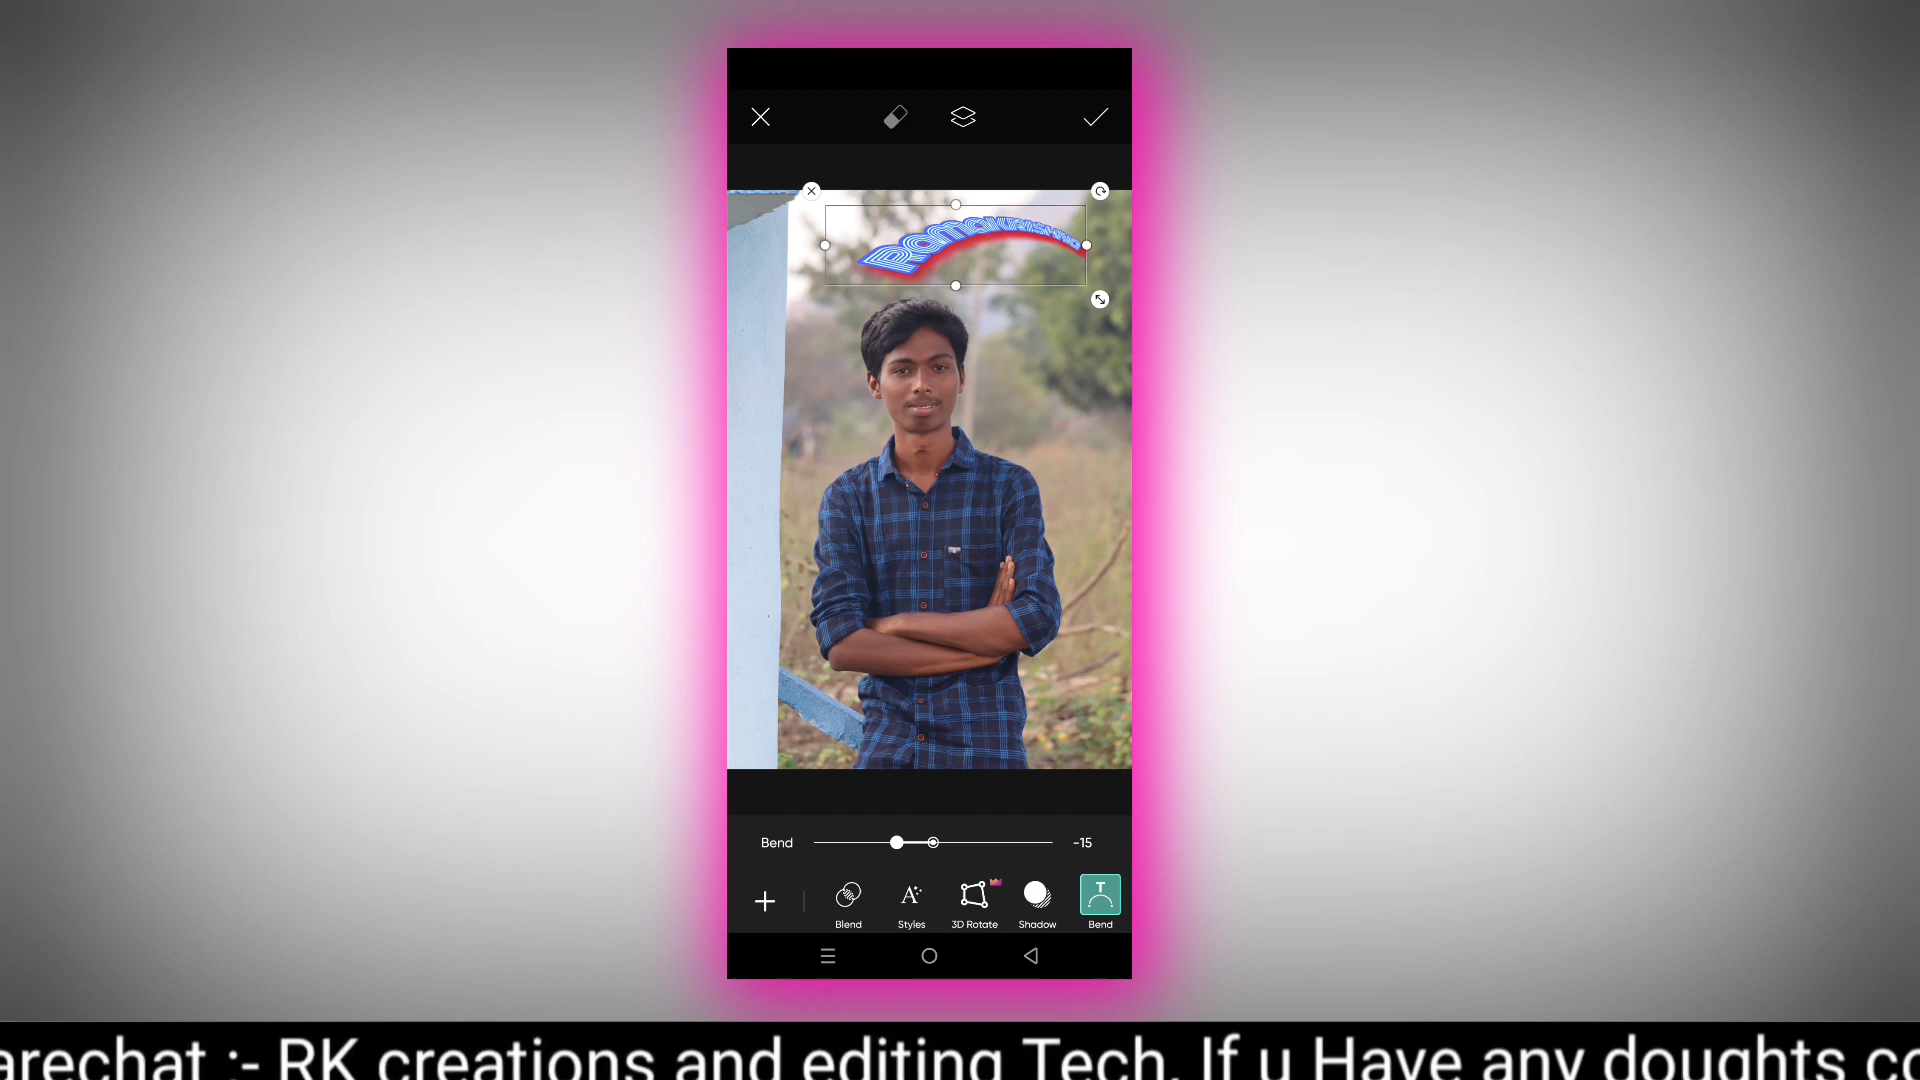 Ramakrishna
Bend -15
Blend Styles 3D Rotate Shadow T Bend
arechat :- RK creations and editing Tech. If u Have any doughts co